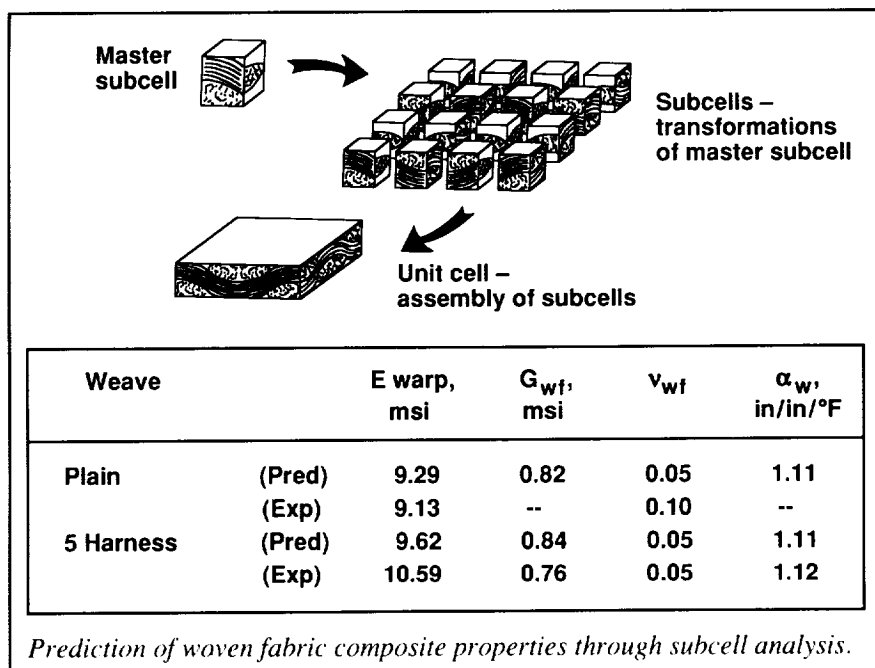 Master
subcell
Subcells –
transformations
of master subcell
Unit cell –
assembly of subcells
Weave E warp, msi G_wf, msi ν_wf α_w, in/in/°F
Plain (Pred) 9.29 0.82 0.05 1.11
(Exp) 9.13 -- 0.10 --
5 Harness (Pred) 9.62 0.84 0.05 1.11
(Exp) 10.59 0.76 0.05 1.12
Prediction of woven fabric composite properties through subcell analysis.